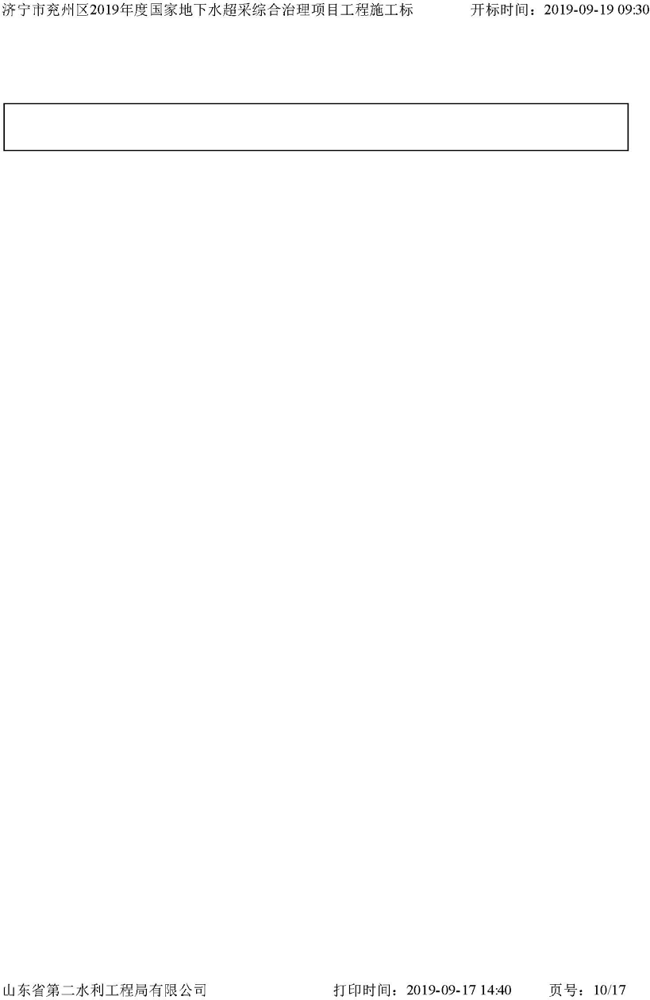 济宁市兖州区2019年度国家地下水超采综合治理项目工程施工标 开标时间：2019-09-19 09:30
山东省第二水利工程局有限公司 打印时间：2019-09-17 14:40 页号：10/17